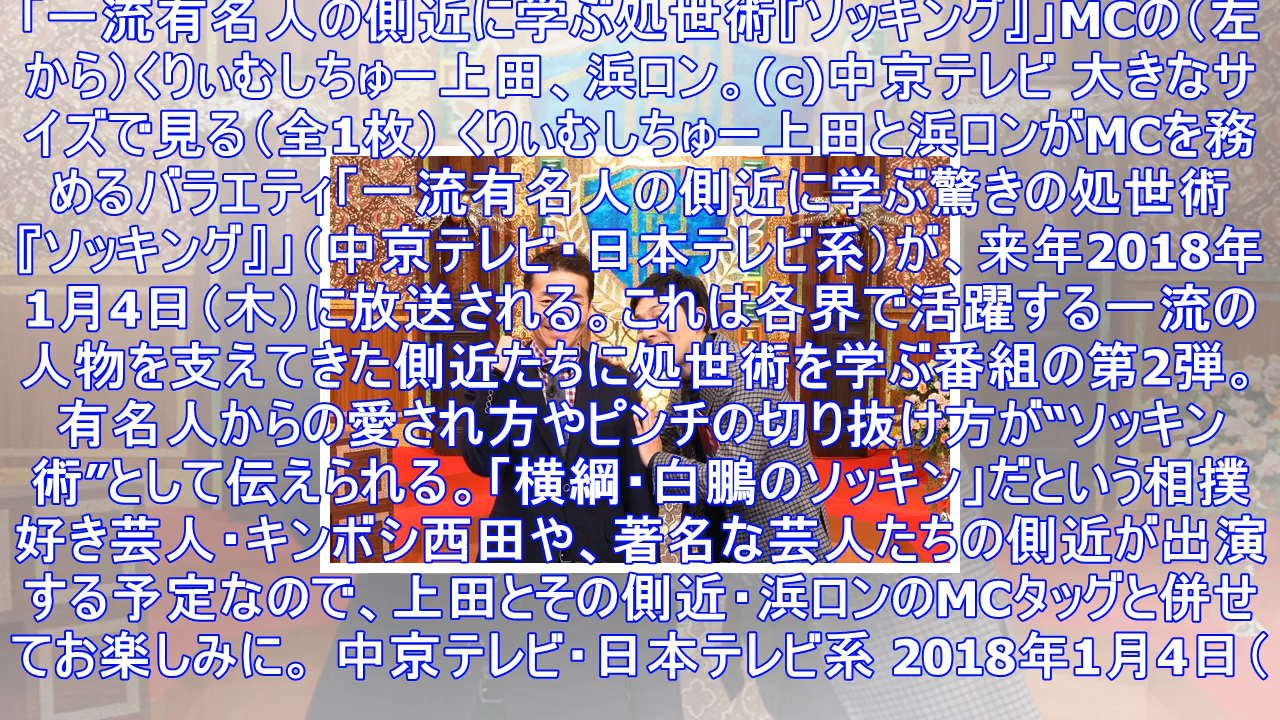 「一流有名人の側近に学ぶ処世術『ソッキング』」MCの（左
から）くりぃむしちゅー上田、浜ロン。(c)中京テレビ 大きなサ
イズで見る（全1枚） くりぃむしちゅー上田と浜ロンがMCを務
めるバラエティ「一流有名人の側近に学ぶ驚きの処世術
『ソッキング』」（中京テレビ・日本テレビ系）が、来年2018年
1月4日（木）に放送される。これは各界で活躍する一流の
人物を支えてきた側近たちに処世術を学ぶ番組の第2弾。
有名人からの愛され方やピンチの切り抜け方が“ソッキン
術”として伝えられる。「横綱・白鵬のソッキン」だという相撲
好き芸人・キンボシ西田や、著名な芸人たちの側近が出演
する予定なので、上田とその側近・浜ロンのMCタッグと併せ
てお楽しみに。 中京テレビ・日本テレビ系 2018年1月4日（